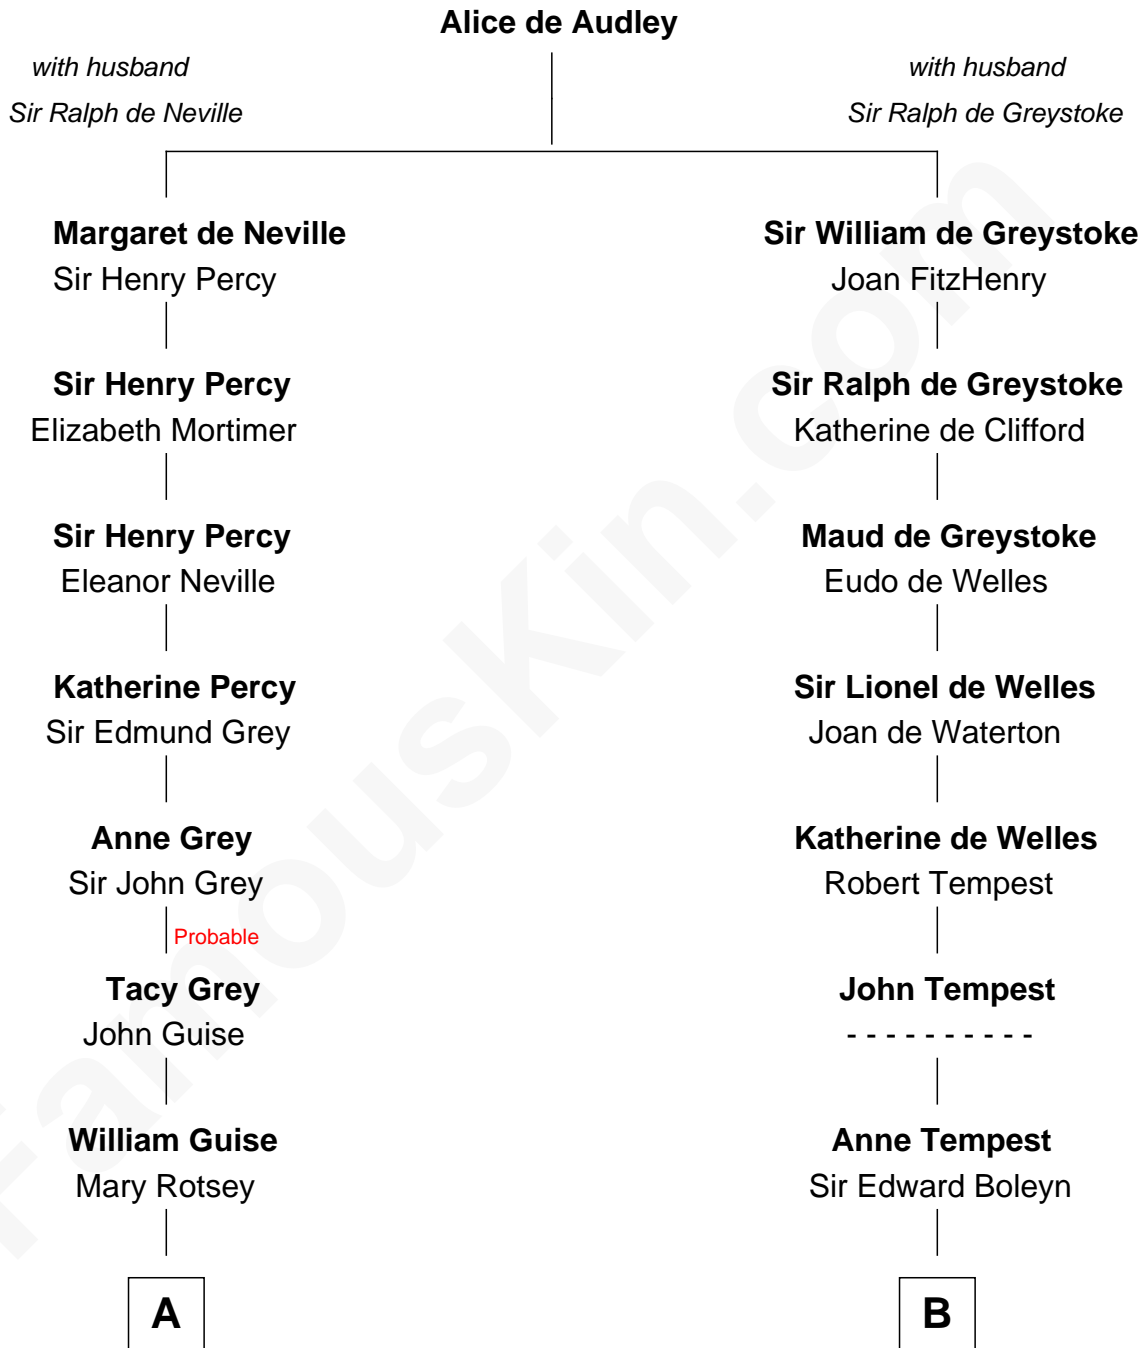 Alice de Audley
with husband
Sir Ralph de Neville
with husband
Sir Ralph de Greystoke
Margaret de Neville
Sir Henry Percy
Sir William de Greystoke
Joan FitzHenry
Sir Henry Percy
Elizabeth Mortimer
Sir Ralph de Greystoke
Katherine de Clifford
Sir Henry Percy
Eleanor Neville
Maud de Greystoke
Eudo de Welles
Katherine Percy
Sir Edmund Grey
Sir Lionel de Welles
Joan de Waterton
Anne Grey
Sir John Grey
Katherine de Welles
Robert Tempest
Probable
Tacy Grey
John Guise
John Tempest
- - - - - - - - - -
William Guise
Mary Rotsey
Anne Tempest
Sir Edward Boleyn
A
B
FamousKin.com